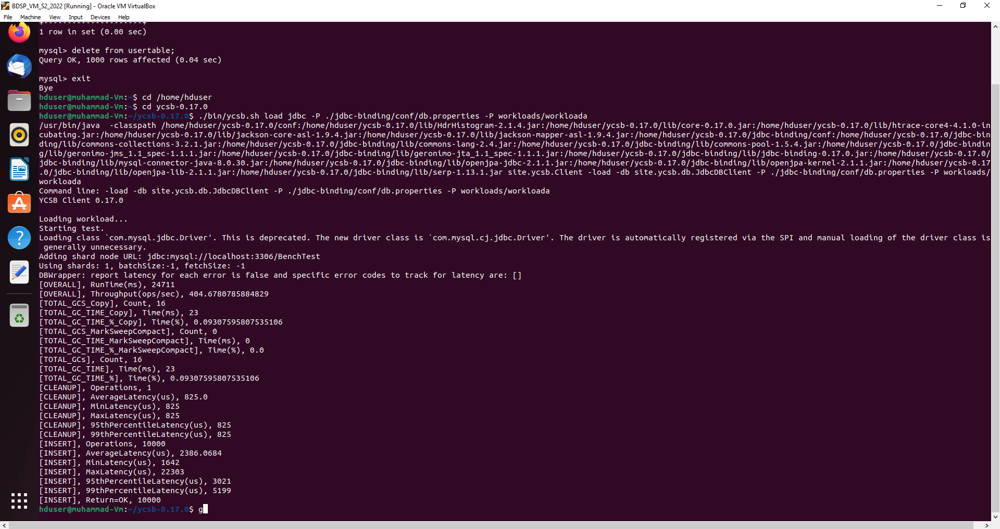 BDSP_VM_S2_2022 [Running] - Oracle VM VirtualBox
File Machine View Input Devices Help
+---------------------+
1 row in set (0.00 sec)
mysql> delete from usertable;
Query OK, 1000 rows affected (0.04 sec)
mysql> exit
Bye
hduser@muhammad-Vm:~$ cd /home/hduser
hduser@muhammad-Vm:~$ cd ycsb-0.17.0
hduser@muhammad-Vm:~/ycsb-0.17.0$ ./bin/ycsb.sh load jdbc -P ./jdbc-binding/conf/db.properties -P workloads/workloada
/usr/bin/java  -classpath /home/hduser/ycsb-0.17.0/conf:/home/hduser/ycsb-0.17.0/lib/HdrHistogram-2.1.4.jar:/home/hduser/ycsb-0.17.0/lib/core-0.17.0.jar:/home/hduser/ycsb-0.17.0/lib/htrace-core4-4.1.0-in
cubating.jar:/home/hduser/ycsb-0.17.0/lib/jackson-core-asl-1.9.4.jar:/home/hduser/ycsb-0.17.0/lib/jackson-mapper-asl-1.9.4.jar:/home/hduser/ycsb-0.17.0/jdbc-binding/conf:/home/hduser/ycsb-0.17.0/jdbc-bin
ding/lib/commons-collections-3.2.1.jar:/home/hduser/ycsb-0.17.0/jdbc-binding/lib/commons-lang-2.4.jar:/home/hduser/ycsb-0.17.0/jdbc-binding/lib/commons-pool-1.5.4.jar:/home/hduser/ycsb-0.17.0/jdbc-bindin
g/lib/geronimo-jms_1.1_spec-1.1.1.jar:/home/hduser/ycsb-0.17.0/jdbc-binding/lib/geronimo-jta_1.1_spec-1.1.1.jar:/home/hduser/ycsb-0.17.0/jdbc-binding/lib/jdbc-binding-0.17.0.jar:/home/hduser/ycsb-0.17.0/
jdbc-binding/lib/mysql-connector-java-8.0.30.jar:/home/hduser/ycsb-0.17.0/jdbc-binding/lib/openjpa-jdbc-2.1.1.jar:/home/hduser/ycsb-0.17.0/jdbc-binding/lib/openjpa-kernel-2.1.1.jar:/home/hduser/ycsb-0.17
.0/jdbc-binding/lib/openjpa-lib-2.1.1.jar:/home/hduser/ycsb-0.17.0/jdbc-binding/lib/serp-1.13.1.jar site.ycsb.Client -load -db site.ycsb.db.JdbcDBClient -P ./jdbc-binding/conf/db.properties -P workloads/
workloada
Command line: -load -db site.ycsb.db.JdbcDBClient -P ./jdbc-binding/conf/db.properties -P workloads/workloada
YCSB Client 0.17.0
Loading workload...
Starting test.
Loading class `com.mysql.jdbc.Driver'. This is deprecated. The new driver class is `com.mysql.cj.jdbc.Driver'. The driver is automatically registered via the SPI and manual loading of the driver class is
generally unnecessary.
Adding shard node URL: jdbc:mysql://localhost:3306/BenchTest
Using shards: 1, batchSize:-1, fetchSize: -1
DBWrapper: report latency for each error is false and specific error codes to track for latency are: []
[OVERALL], RunTime(ms), 24711
[OVERALL], Throughput(ops/sec), 404.6780785884829
[TOTAL_GCS_Copy], Count, 16
[TOTAL_GC_TIME_Copy], Time(ms), 23
[TOTAL_GC_TIME_%_Copy], Time(%), 0.09307595807535106
[TOTAL_GCS_MarkSweepCompact], Count, 0
[TOTAL_GC_TIME_MarkSweepCompact], Time(ms), 0
[TOTAL_GC_TIME_%_MarkSweepCompact], Time(%), 0.0
[TOTAL_GCs], Count, 16
[TOTAL_GC_TIME], Time(ms), 23
[TOTAL_GC_TIME_%], Time(%), 0.09307595807535106
[CLEANUP], Operations, 1
[CLEANUP], AverageLatency(us), 825.0
[CLEANUP], MinLatency(us), 825
[CLEANUP], MaxLatency(us), 825
[CLEANUP], 95thPercentileLatency(us), 825
[CLEANUP], 99thPercentileLatency(us), 825
[INSERT], Operations, 10000
[INSERT], AverageLatency(us), 2386.0684
[INSERT], MinLatency(us), 1642
[INSERT], MaxLatency(us), 22303
[INSERT], 95thPercentileLatency(us), 3021
[INSERT], 99thPercentileLatency(us), 5199
[INSERT], Return=OK, 10000
hduser@muhammad-Vm:~/ycsb-0.17.0$ g